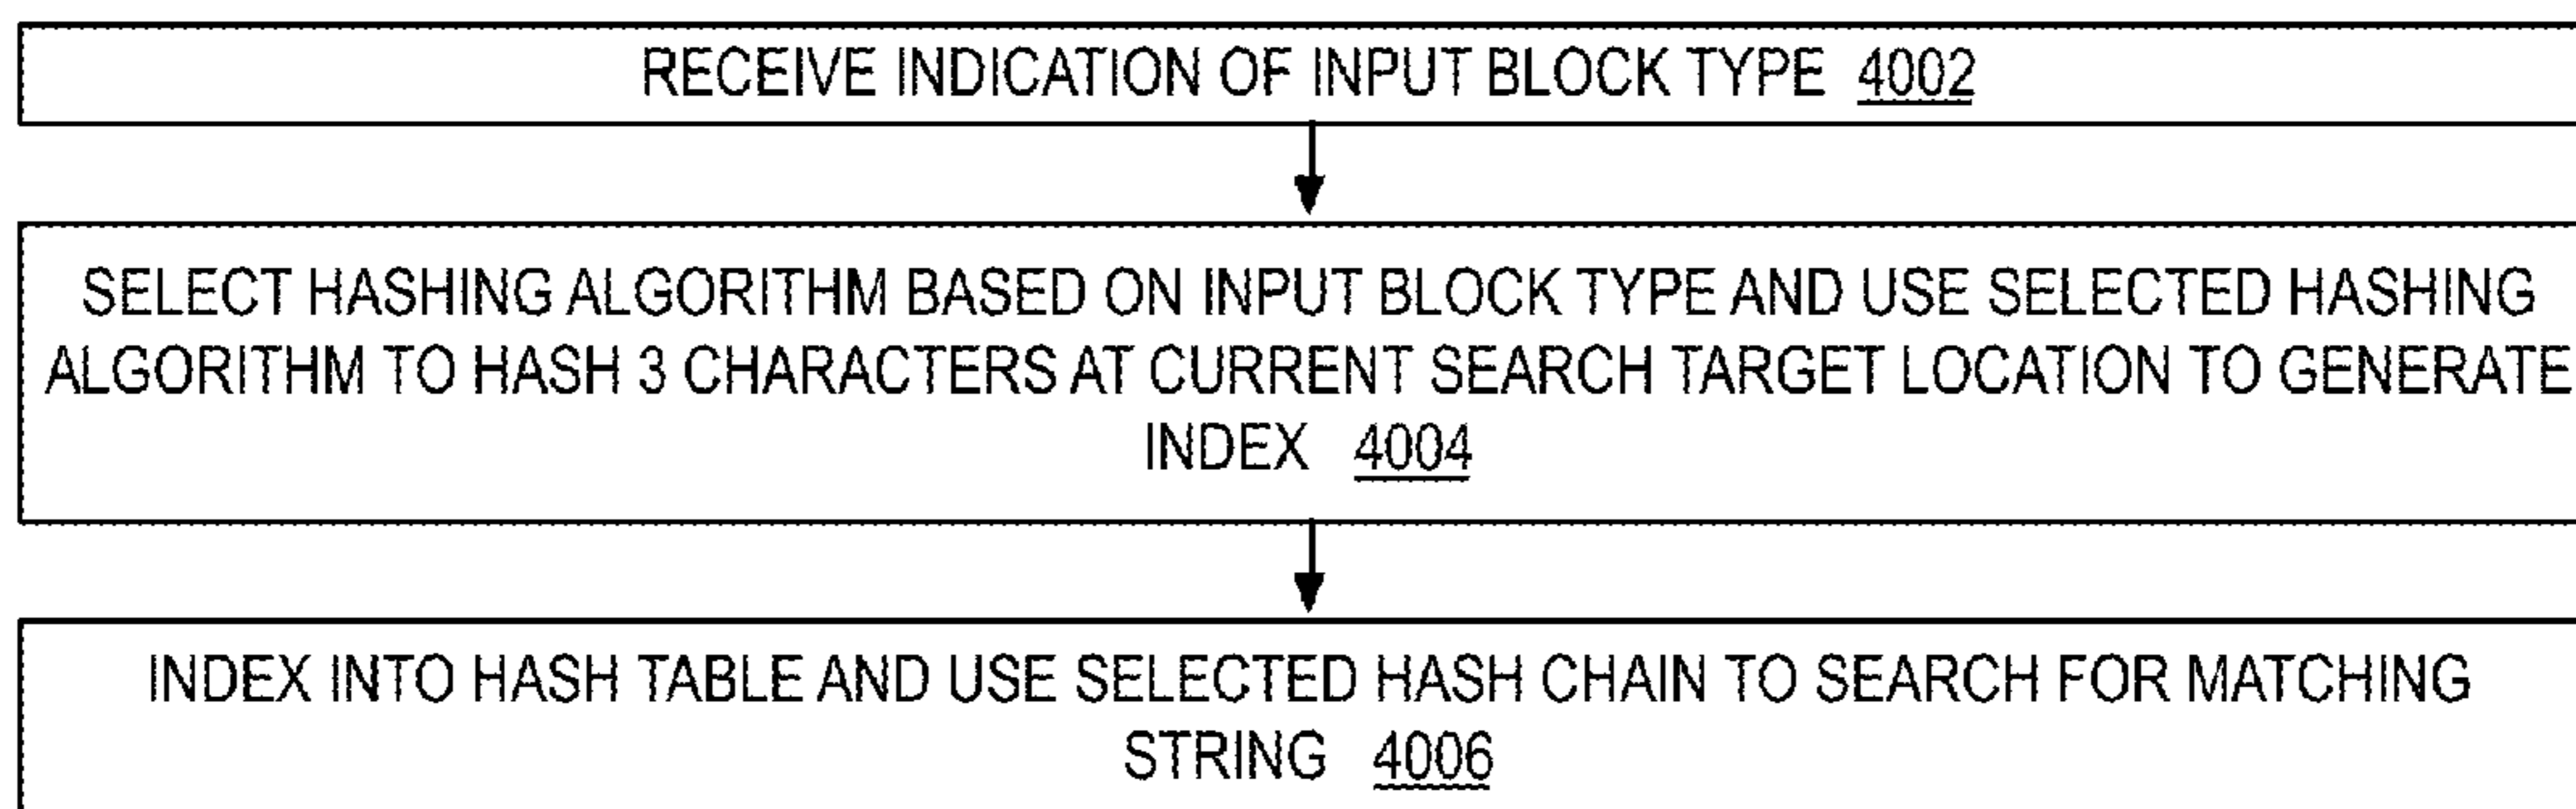 RECEIVE INDICATION OF INPUT BLOCK TYPE 4002
SELECT HASHING ALGORITHM BASED ON INPUT BLOCK TYPE AND USE SELECTED HASHING
ALGORITHM TO HASH 3 CHARACTERS AT CURRENT SEARCH TARGET LOCATION TO GENERATE
INDEX 4004
INDEX INTO HASH TABLE AND USE SELECTED HASH CHAIN TO SEARCH FOR MATCHING
STRING 4006